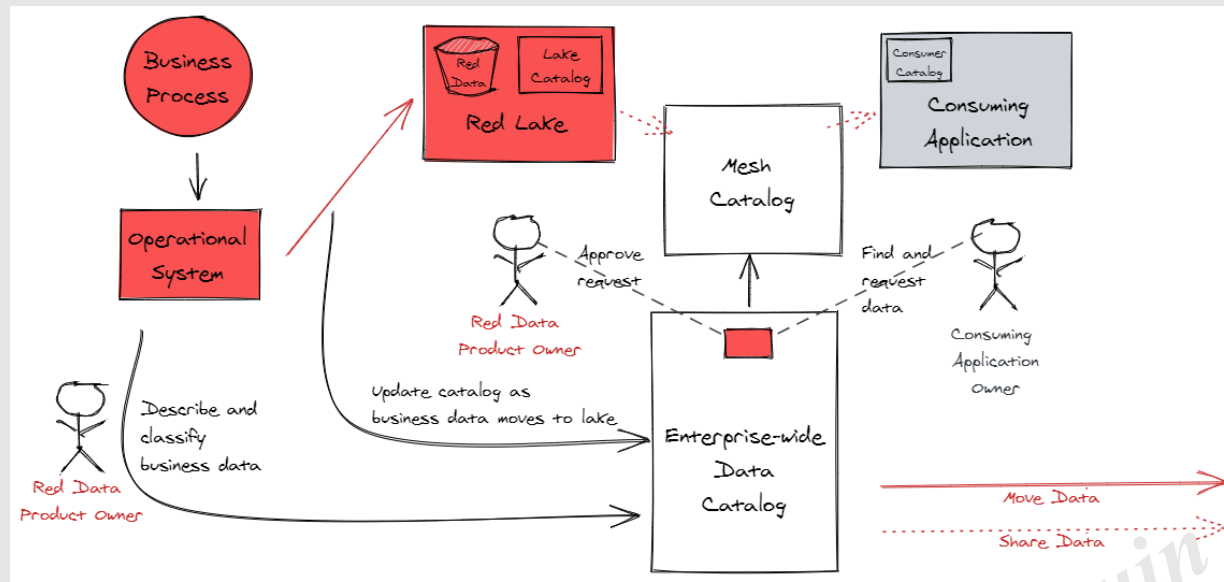 Business
Process
Red
Data
Lake
Catalog
Red Lake
Consumer
Catalog
Consuming
Application
Mesh
Catalog
Operational
System
Approve
request
Find and
request
data
Red Data
Product Owner
Consuming
Application
Owner
Update catalog as
business data moves to lake
Describe and
classify
business data
Red Data
Product Owner
Enterprise-wide
Data
Catalog
Move Data
Share Data